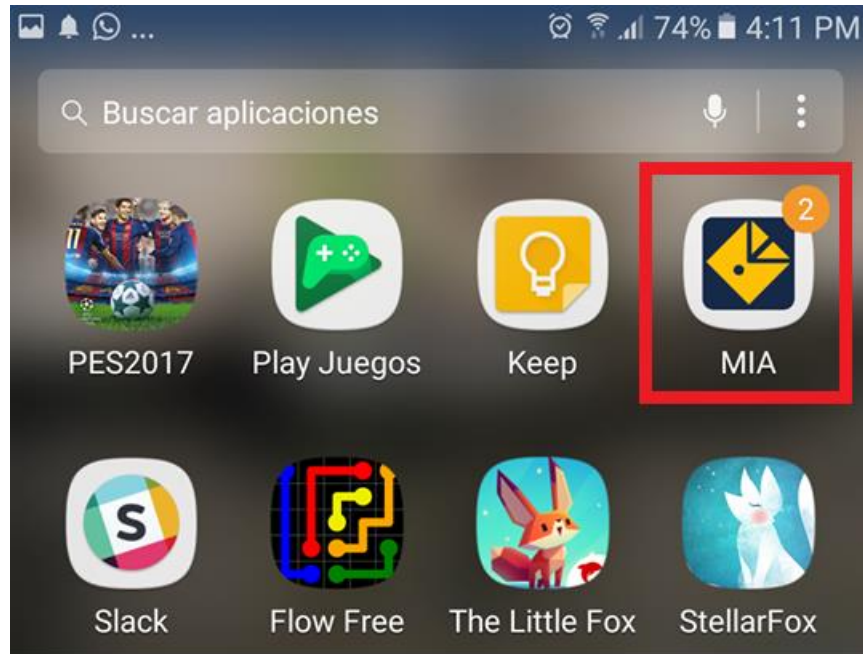 ... 74% 4:11 PM
Buscar aplicaciones
2
PES2017 Play Juegos Keep MIA
S
Slack Flow Free The Little Fox StellarFox